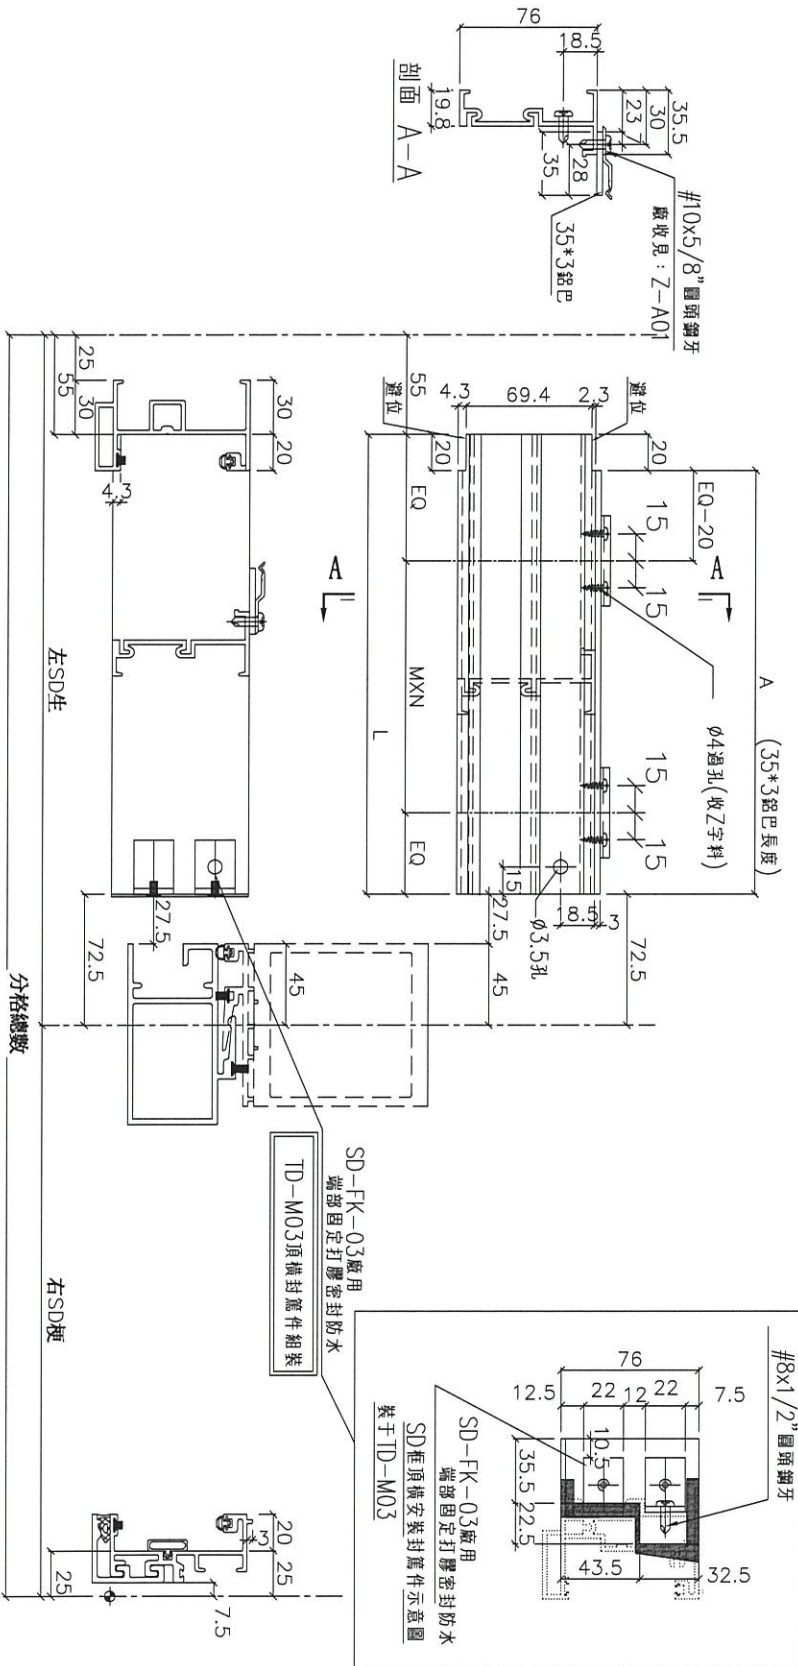 76
18.5
19.8
剖面 A-A
35.5
30
23
7
28
35
#10x5/8"圓頭鋼牙
廠收見：Z-A01
35*3鋁巴
避位
避位
4.3
69.4
2.3
55
20
20
EQ
EQ-20
15
15
A
A
A
(35*3鋁巴長度)
MXN
L
Ø4過孔(收Z字料)
15
15
EQ
15
Ø3.5孔
18.5
3
27.5
72.5
45
25
55
30
30
20
4.3
左SD生
27.5
72.5
45
分格總數
SD-FK-03廠用
端部固定打膠密封防水
TD-M03頂橫封篤件組裝
右SD梗
3
20
25
25
7.5
#8x1/2"圓頭鋼牙
76
12.5
22
12
22
7.5
10.5
35.5
22.5
43.5
32.5
SD-FK-03廠用
端部固定打膠密封防水
SD框頂橫安裝封篤件示意圖
裝于TD-M03